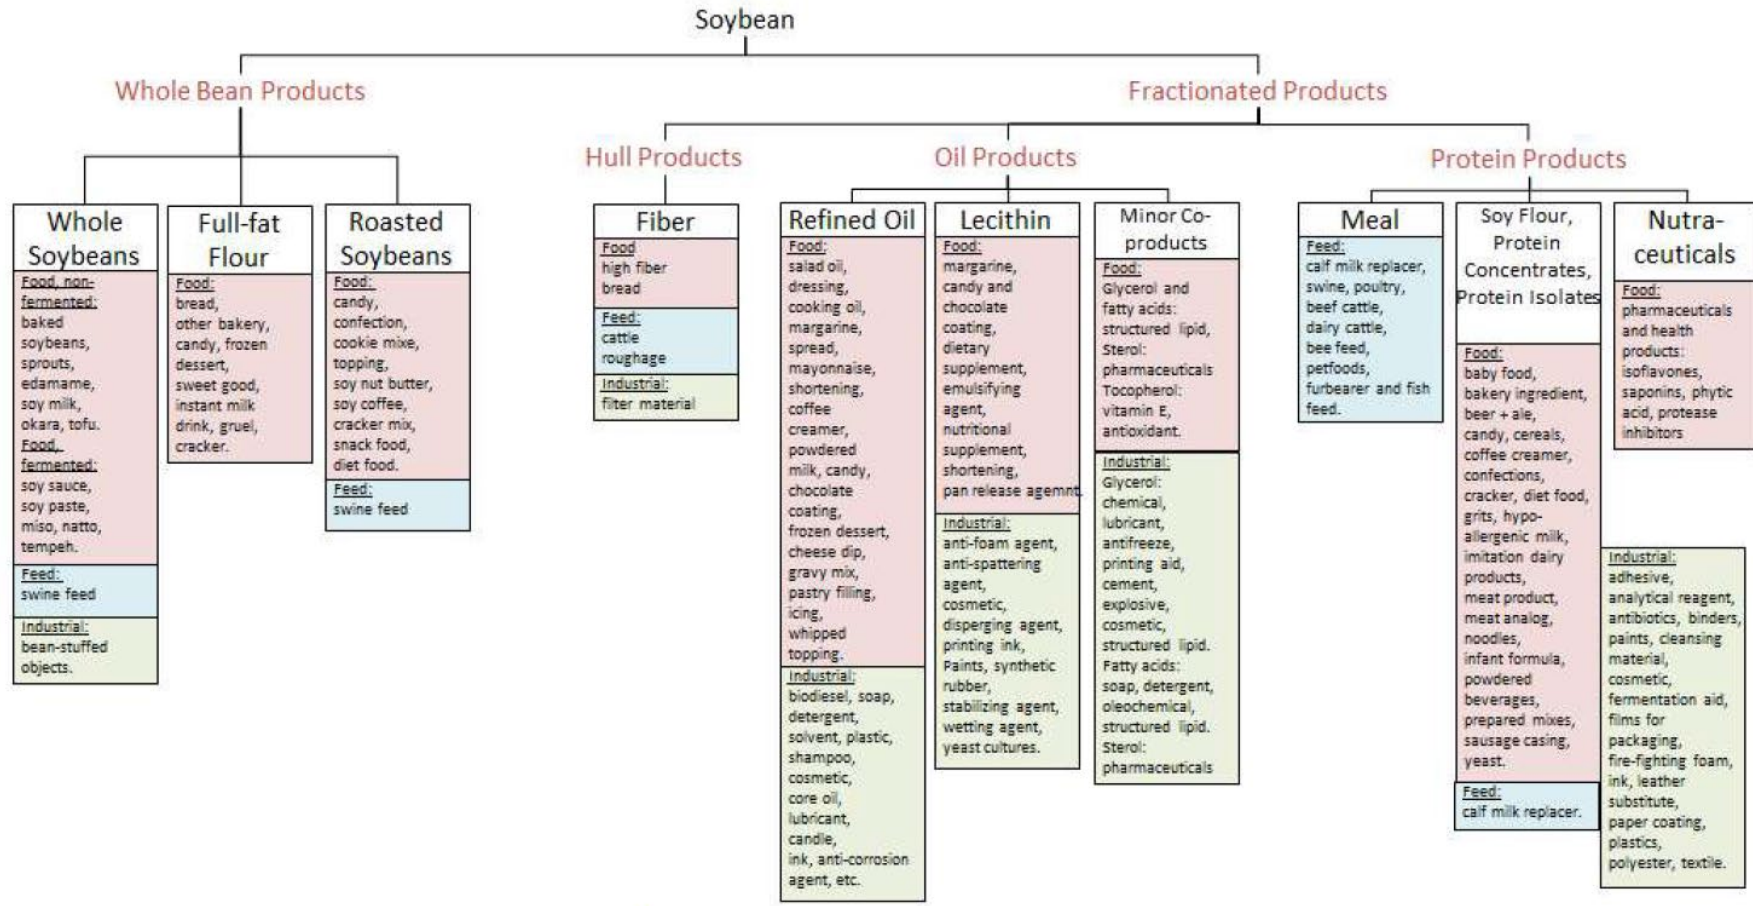 Soybean
Whole Bean Products
Fractionated Products
Hull Products
Oil Products
Protein Products
Whole
Soybeans
Food, non-
fermented:
baked
soybeans,
sprouts,
edamame,
soy milk,
okara, tofu.
Food,
fermented:
soy sauce,
soy paste,
miso, natto,
tempeh.
Feed:
swine feed
Industrial:
bean-stuffed
objects.
Full-fat
Flour
Food:
bread,
other bakery,
candy, frozen
dessert,
sweet good,
instant milk
drink, gruel,
cracker.
Roasted
Soybeans
Food:
candy,
confection,
cookie mixe,
topping,
soy nut butter,
soy coffee,
cracker mix,
snack food,
diet food.
Feed:
swine feed
Fiber
Food
high fiber
bread
Feed:
cattle
roughage
Industrial:
filter material
Refined Oil
Food:
salad oil,
dressing,
cooking oil,
margarine,
spread,
mayonnaise,
shortening,
coffee
creamer,
powdered
milk, candy,
chocolate
coating,
frozen dessert,
cheese dip,
gravy mix,
pastry filling,
icing,
whipped
topping.
Industrial:
biodiesel, soap,
detergent,
solvent, plastic,
shampoo,
cosmetic,
core oil,
lubricant,
candle,
ink, anti-corrosion
agent, etc.
Lecithin
Food:
margarine,
candy and
chocolate
coating,
dietary
supplement,
emulsifying
agent,
nutritional
supplement,
shortening,
pan release agemnt.
Industrial:
anti-foam agent,
anti-spattering
agent,
cosmetic,
disperging agent,
printing ink,
Paints, synthetic
rubber,
stabilizing agent,
wetting agent,
yeast cultures.
Minor Co-
products
Food:
Glycerol and
fatty acids:
structured lipid,
Sterol:
pharmaceuticals
Tocopherol:
vitamin E,
antioxidant.
Industrial:
Glycerol:
chemical,
lubricant,
antifreeze,
printing aid,
cement,
explosive,
cosmetic,
structured lipid.
Fatty acids:
soap, detergent,
oleochemical,
structured lipid.
Sterol:
pharmaceuticals
Meal
Feed:
calf milk replacer,
swine, poultry,
beef cattle,
dairy cattle,
bee feed,
petfoods,
furbearer and fish
feed.
Soy Flour,
Protein
Concentrates,
Protein Isolates
Food:
baby food,
bakery ingredient,
beer + ale,
candy, cereals,
coffee creamer,
confections,
cracker, diet food,
grits, hypo-
allergenic milk,
imitation dairy
products,
meat product,
meat analog,
noodles,
infant formula,
powdered
beverages,
prepared mixes,
sausage casing,
yeast.
Feed:
calf milk replacer.
Nutra-
ceuticals
Food:
pharmaceuticals
and health
products:
isoflavones,
saponins, phytic
acid, protease
inhibitors
Industrial:
adhesive,
analytical reagent,
antibiotics, binders,
paints, cleansing
material,
cosmetic,
fermentation aid,
films for
packaging,
fire-fighting foam,
ink, leather
substitute,
paper coating,
plastics,
polyester, textile.